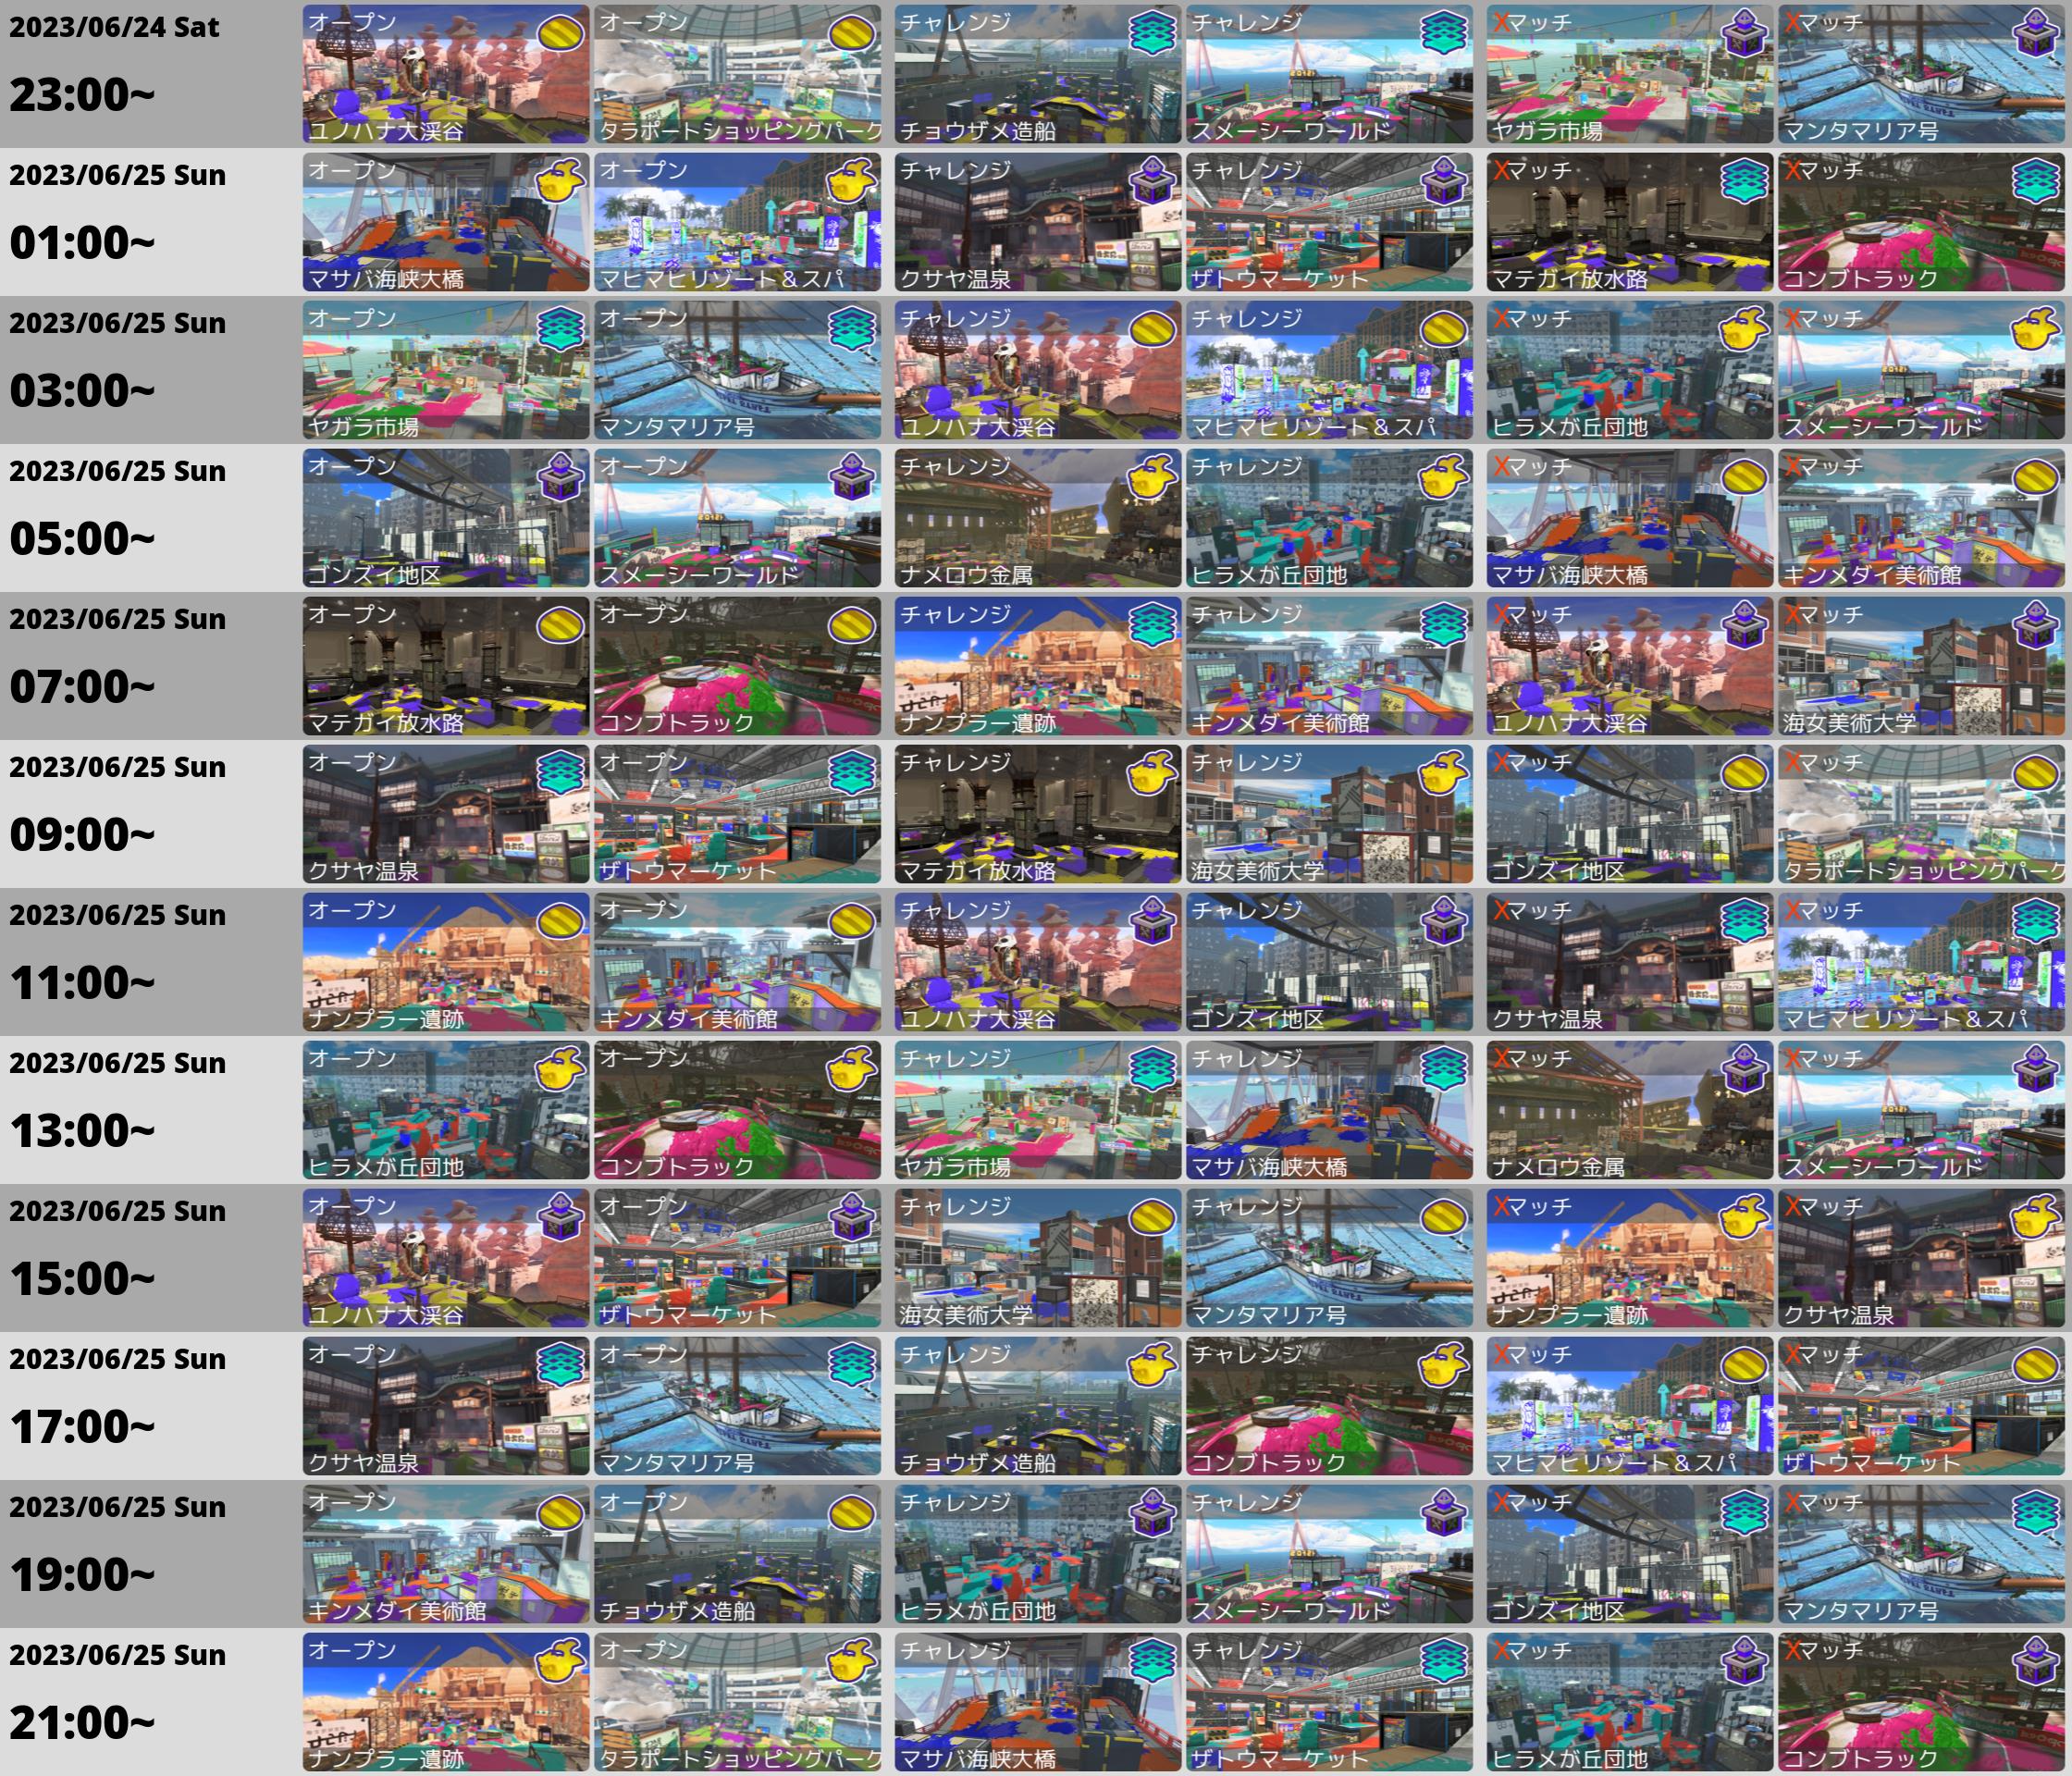 2023/06/24 Sat
23:00~
オープン オープン チャレンジ チャレンジ Xマッチ Xマッチ
ユノハナ大渓谷 タラポートショッピングパーク チョウザメ造船 スメーシーワールド ヤガラ市場 マンタマリア号
2023/06/25 Sun
01:00~
オープン オープン チャレンジ チャレンジ Xマッチ Xマッチ
マサバ海峡大橋 マヒマヒリゾート＆スパ クサヤ温泉 ザトウマーケット マテガイ放水路 コンブトラック
2023/06/25 Sun
03:00~
オープン オープン チャレンジ チャレンジ Xマッチ Xマッチ
ヤガラ市場 マンタマリア号 ユノハナ大渓谷 マヒマヒリゾート＆スパ ヒラメが丘団地 スメーシーワールド
2023/06/25 Sun
05:00~
オープン オープン チャレンジ チャレンジ Xマッチ Xマッチ
ゴンズイ地区 スメーシーワールド ナメロウ金属 ヒラメが丘団地 マサバ海峡大橋 キンメダイ美術館
2023/06/25 Sun
07:00~
オープン オープン チャレンジ チャレンジ Xマッチ Xマッチ
マテガイ放水路 コンブトラック ナンプラー遺跡 キンメダイ美術館 ユノハナ大渓谷 海女美術大学
2023/06/25 Sun
09:00~
オープン オープン チャレンジ チャレンジ Xマッチ Xマッチ
クサヤ温泉 ザトウマーケット マテガイ放水路 海女美術大学 ゴンズイ地区 タラポートショッピングパーク
2023/06/25 Sun
11:00~
オープン オープン チャレンジ チャレンジ Xマッチ Xマッチ
ナンプラー遺跡 キンメダイ美術館 ユノハナ大渓谷 ゴンズイ地区 クサヤ温泉 マヒマヒリゾート＆スパ
2023/06/25 Sun
13:00~
オープン オープン チャレンジ チャレンジ Xマッチ Xマッチ
ヒラメが丘団地 コンブトラック ヤガラ市場 マサバ海峡大橋 ナメロウ金属 スメーシーワールド
2023/06/25 Sun
15:00~
オープン オープン チャレンジ チャレンジ Xマッチ Xマッチ
ユノハナ大渓谷 ザトウマーケット 海女美術大学 マンタマリア号 ナンプラー遺跡 クサヤ温泉
2023/06/25 Sun
17:00~
オープン オープン チャレンジ チャレンジ Xマッチ Xマッチ
クサヤ温泉 マンタマリア号 チョウザメ造船 コンブトラック マヒマヒリゾート＆スパ ザトウマーケット
2023/06/25 Sun
19:00~
オープン オープン チャレンジ チャレンジ Xマッチ Xマッチ
キンメダイ美術館 チョウザメ造船 ヒラメが丘団地 スメーシーワールド ゴンズイ地区 マンタマリア号
2023/06/25 Sun
21:00~
オープン オープン チャレンジ チャレンジ Xマッチ Xマッチ
ナンプラー遺跡 タラポートショッピングパーク マサバ海峡大橋 ザトウマーケット ヒラメが丘団地 コンブトラック